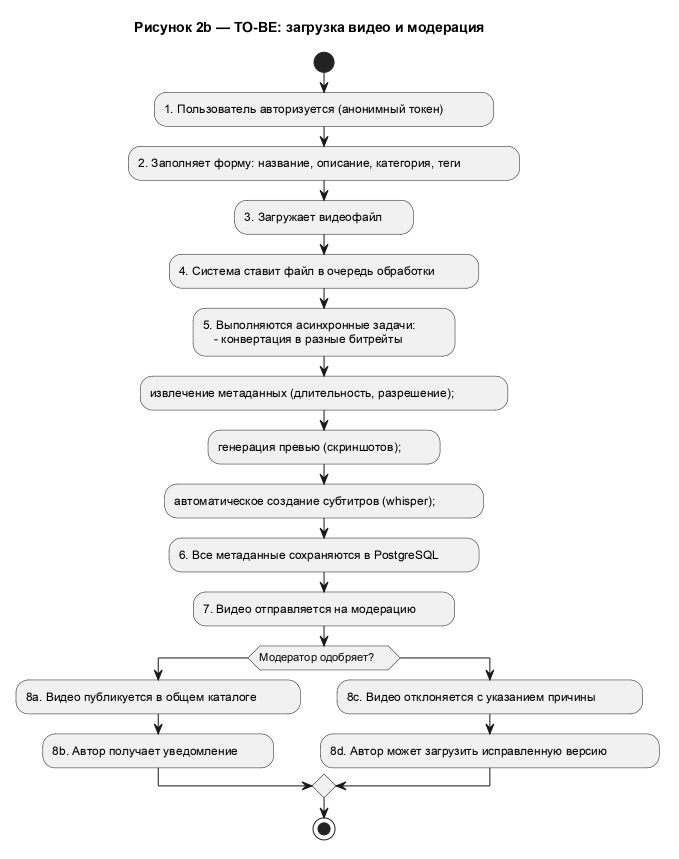 Рисунок 2b — TO-BE: загрузка видео и модерация
1. Пользователь авторизуется (анонимный токен)
2. Заполняет форму: название, описание, категория, теги
3. Загружает видеофайл
4. Система ставит файл в очередь обработки
5. Выполняются асинхронные задачи:
- конвертация в разные битрейты
извлечение метаданных (длительность, разрешение);
генерация превью (скриншотов);
автоматическое создание субтитров (whisper);
6. Все метаданные сохраняются в PostgreSQL
7. Видео отправляется на модерацию
Модератор одобряет?
8a. Видео публикуется в общем каталоге
8c. Видео отклоняется с указанием причины
8b. Автор получает уведомление
8d. Автор может загрузить исправленную версию